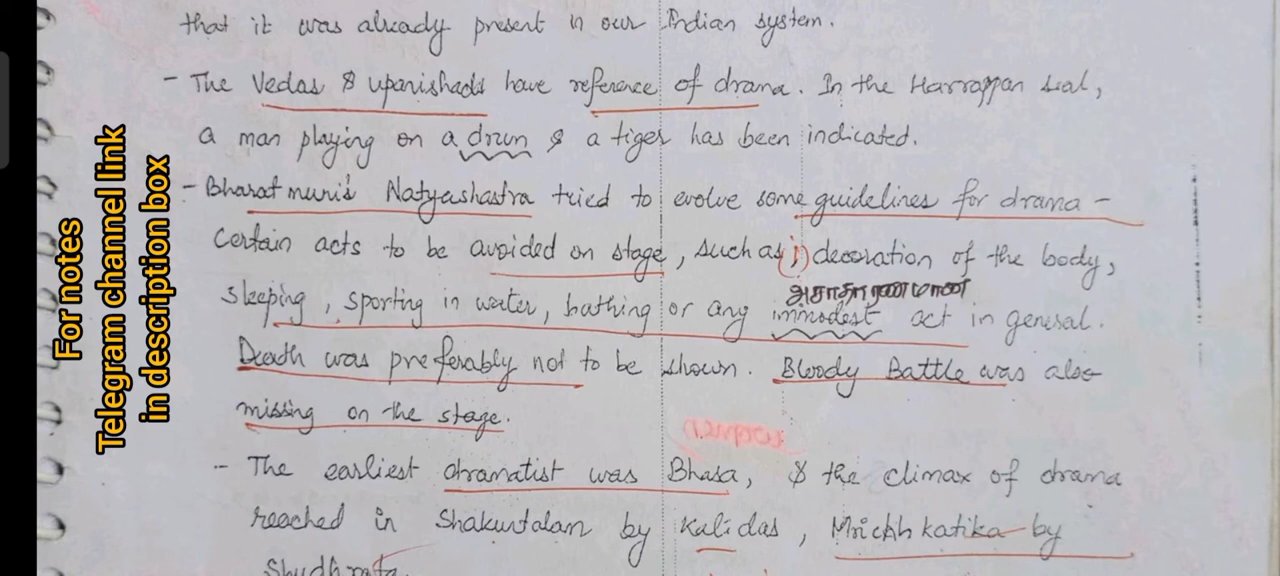 that it was already present in our Indian system.
- The Vedas & upanishads have reference of drama. In the Harrappan seal,
a man playing on a drum & a tiger has been indicated.
- Bharat muni's Natyashastra tried to evolve some guidelines for drama -
Certain acts to be avoided on stage, such as i) decoration of the body,
அசாதாரணமான
sleeping, sporting in water, bathing or any immodest act in general.
Death was preferably not to be shown. Bloody Battle was also
missing on the stage.
- The earliest dramatist was Bhasa, & the climax of drama
reached in Shakuntalan by Kalidas, Mrichhkatika by
Shudhrata.
For notes
Telegram channel link
in description box